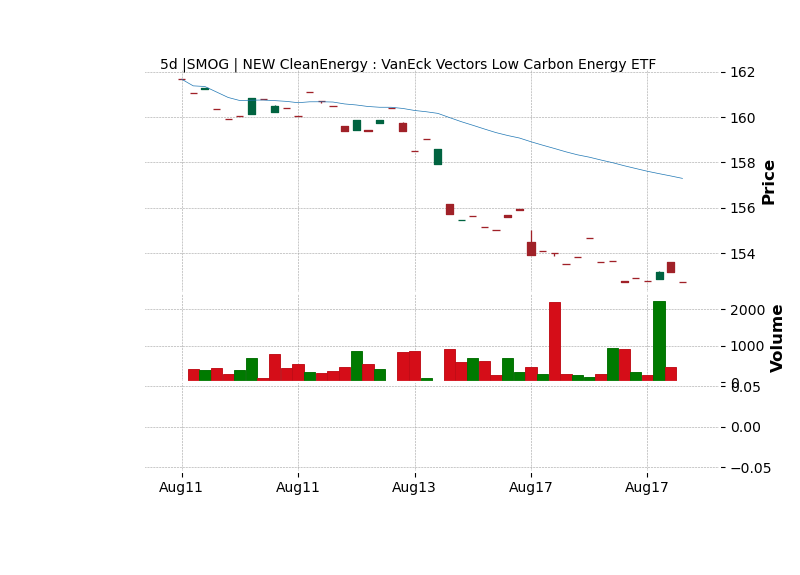 5d |SMOG | NEW CleanEnergy : VanEck Vectors Low Carbon Energy ETF
162
160
158
156
154
Price
2000
1000
0
Volume
0.05
0.00
−0.05
Aug11 Aug11 Aug13 Aug17 Aug17